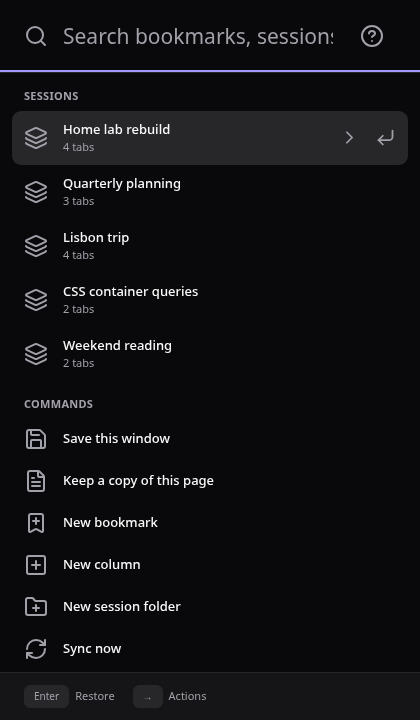 Search bookmarks, sessions
SESSIONS
Home lab rebuild
4 tabs
Quarterly planning
3 tabs
Lisbon trip
4 tabs
CSS container queries
2 tabs
Weekend reading
2 tabs
COMMANDS
Save this window
Keep a copy of this page
New bookmark
New column
New session folder
Sync now
Enter Restore → Actions